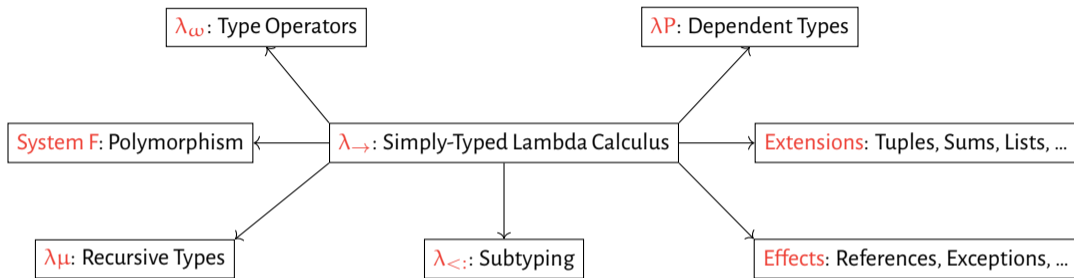 λω: Type Operators
λP: Dependent Types
System F: Polymorphism
λ→: Simply-Typed Lambda Calculus
Extensions: Tuples, Sums, Lists, ...
λμ: Recursive Types
λ<:: Subtyping
Effects: References, Exceptions, ...